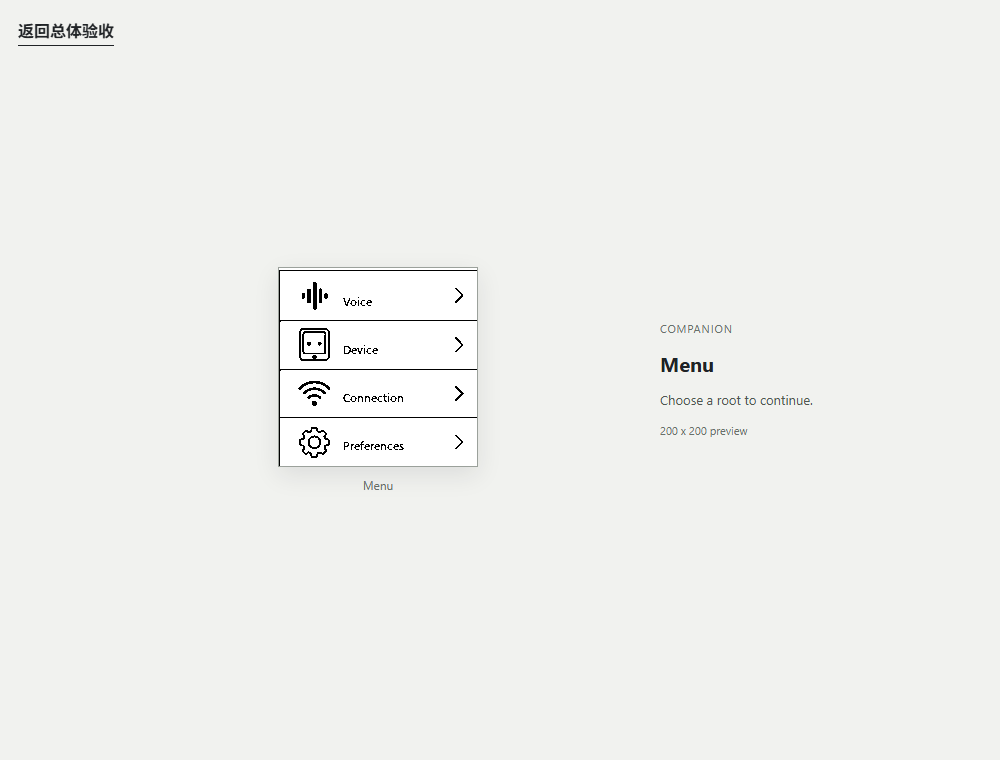 返回总体验收
Voice
Device
Connection
Preferences
Menu
COMPANION
Menu
Choose a root to continue.
200 x 200 preview